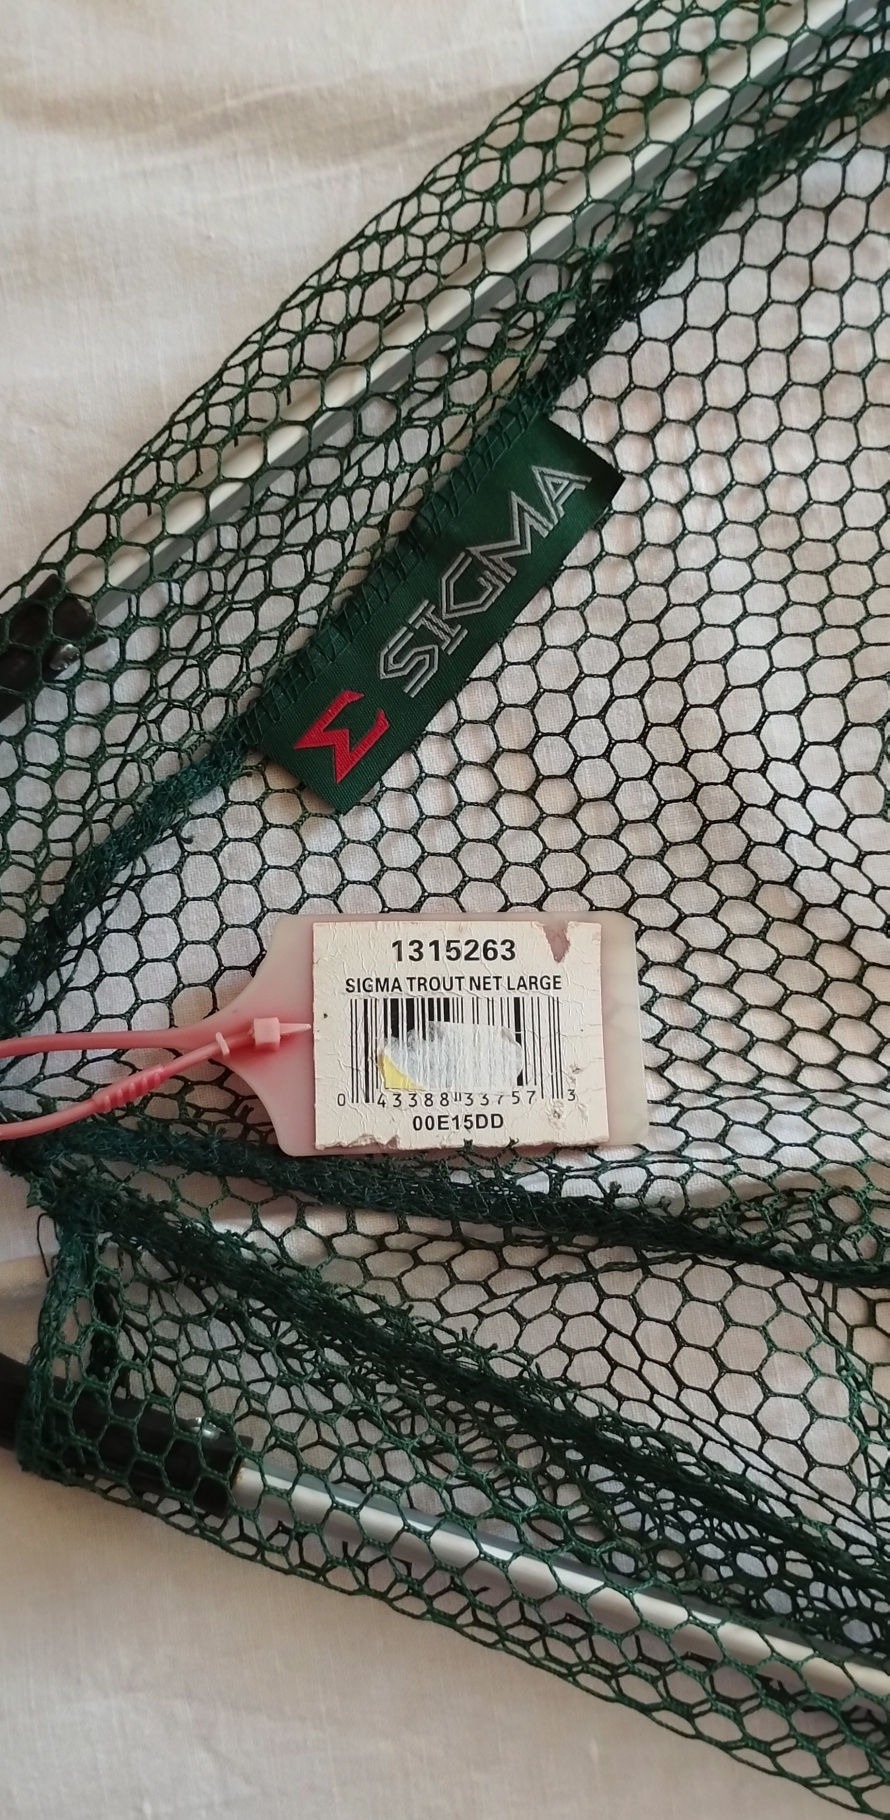 Σ SIGMA
1315263
SIGMA TROUT NET LARGE
0 43388 33757 3
00E15DD